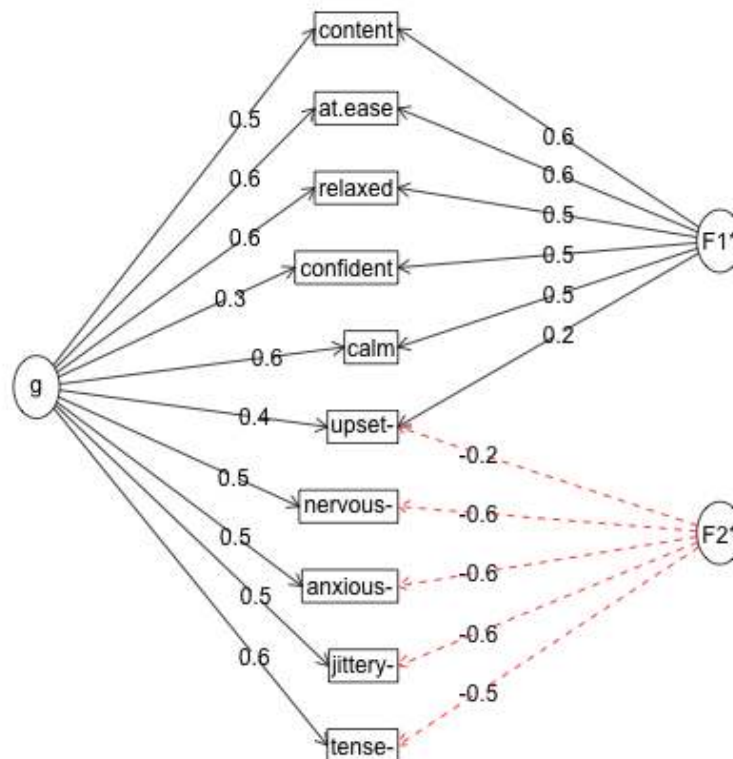 content
0.5
0.6
at.ease
0.6
0.6
relaxed
0.6
0.5
F1*
confident
0.3
0.5
calm
0.6
0.5
0.2
g
upset-
0.4
-0.2
nervous-
0.5
-0.6
F2*
anxious-
0.5
-0.6
jittery-
0.5
-0.6
tense-
0.6
-0.5